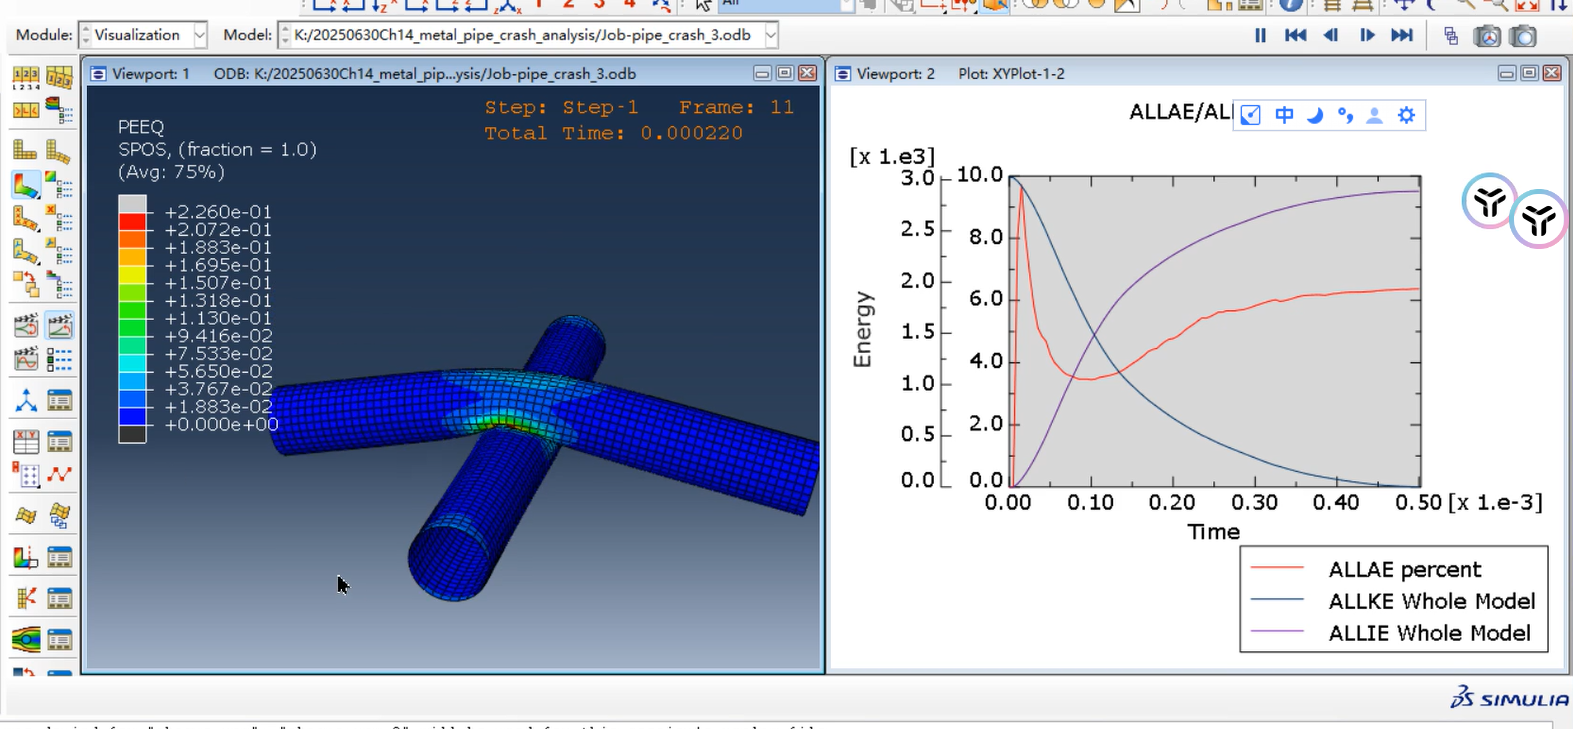 1 2 3 4
All
Module: Visualization Model: K:/20250630Ch14_metal_pipe_crash_analysis/Job-pipe_crash_3.odb
Viewport: 1 ODB: K:/20250630Ch14_metal_pip...ysis/Job-pipe_crash_3.odb
Viewport: 2 Plot: XYPlot-1-2
Step: Step-1 Frame: 11
Total Time: 0.000220
PEEQ
SPOS, (fraction = 1.0)
(Avg: 75%)
+2.260e-01
+2.072e-01
+1.883e-01
+1.695e-01
+1.507e-01
+1.318e-01
+1.130e-01
+9.416e-02
+7.533e-02
+5.650e-02
+3.767e-02
+1.883e-02
+0.000e+00
ALLAE/AL
中
[x 1.e3]
3.0 10.0
2.5 8.0
2.0 6.0
1.5 4.0
1.0
0.5 2.0
0.0 0.0
Energy
0.00 0.10 0.20 0.30 0.40 0.50 [x 1.e-3]
Time
ALLAE percent
ALLKE Whole Model
ALLIE Whole Model
SIMULIA